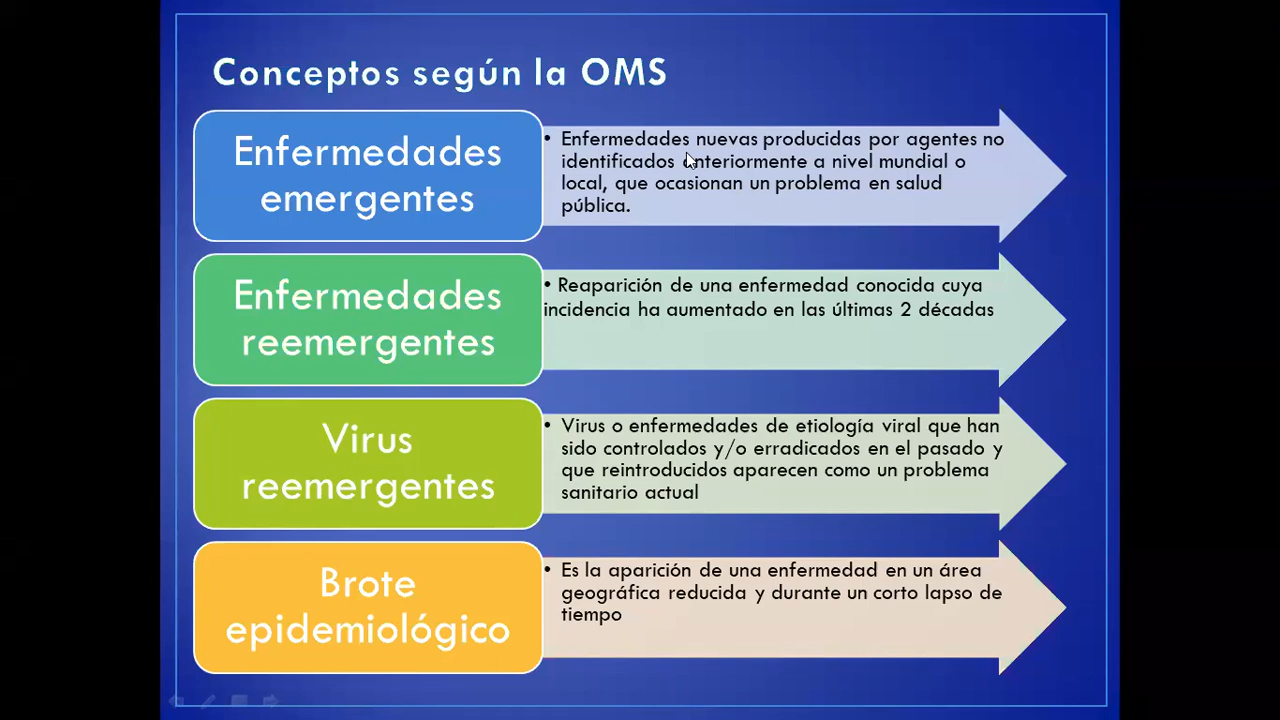 Conceptos según la OMS
Enfermedades
emergentes
• Enfermedades nuevas producidas por agentes no
identificados anteriormente a nivel mundial o
local, que ocasionan un problema en salud
pública.
Enfermedades
reemergentes
• Reaparición de una enfermedad conocida cuya
incidencia ha aumentado en las últimas 2 décadas
Virus
reemergentes
• Virus o enfermedades de etiología viral que han
sido controlados y/o erradicados en el pasado y
que reintroducidos aparecen como un problema
sanitario actual
Brote
epidemiológico
• Es la aparición de una enfermedad en un área
geográfica reducida y durante un corto lapso de
tiempo